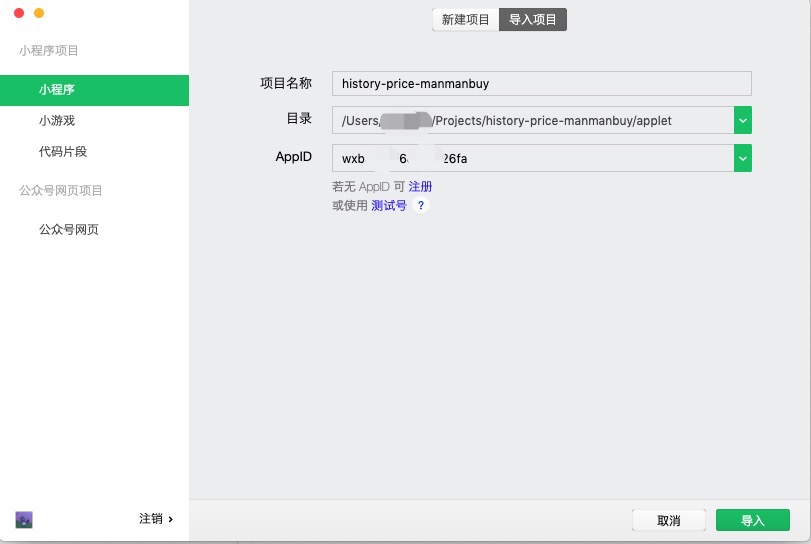 新建项目 导入项目
小程序项目
小程序
小游戏
代码片段
公众号网页项目
公众号网页
项目名称 history-price-manmanbuy
目录 /Users/ /Projects/history-price-manmanbuy/applet
AppID wxb 6 26fa
若无 AppID 可 注册
或使用 测试号 ?
注销 ›
取消 导入